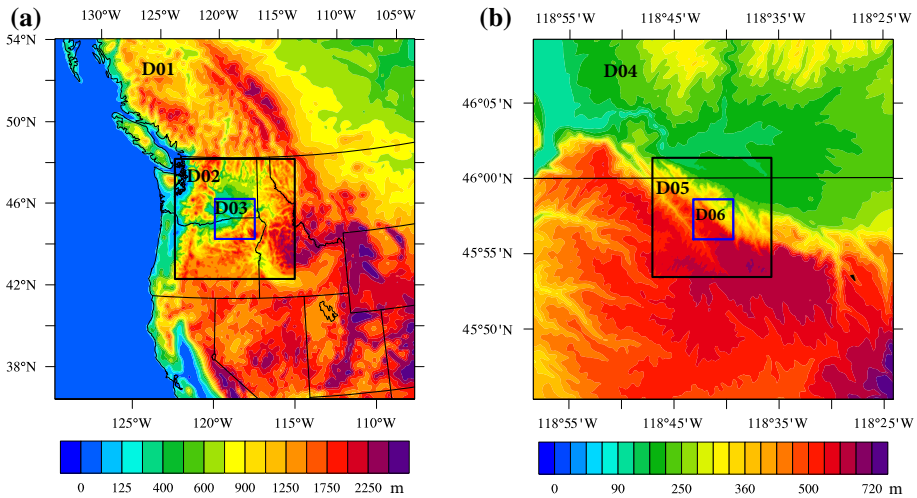 (a)
130°W 125°W 120°W 115°W 110°W
54°N
50°N
46°N
42°N
38°N
D01
D02
D03
125°W 120°W 115°W 110°W
0 125 400 600 900 1250 1750 2250 m
(b)
118°55'W 118°45'W 118°35'W 118°25'W
46°05'N
46°00'N
45°55'N
45°50'N
D04
D05
D06
118°55'W 118°45'W 118°35'W 118°25'W
0 90 250 360 500 720 m